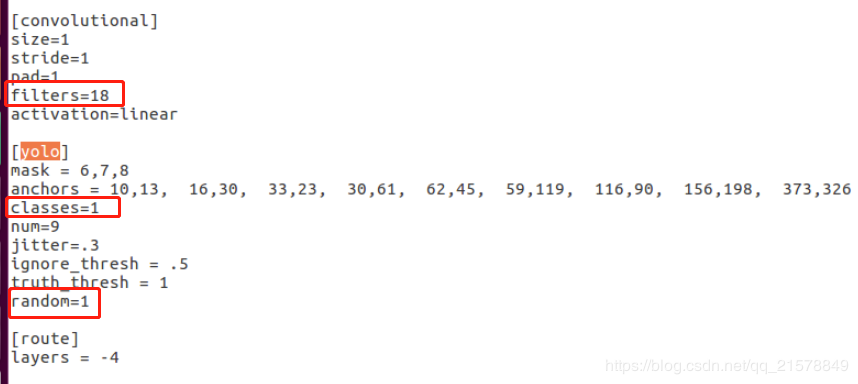 [convolutional]
size=1
stride=1
pad=1
filters=18
activation=linear
[yolo]
mask = 6,7,8
anchors = 10,13,  16,30,  33,23,  30,61,  62,45,  59,119,  116,90,  156,198,  373,326
classes=1
num=9
jitter=.3
ignore_thresh = .5
truth_thresh = 1
random=1
[route]
layers = -4
https://blog.csdn.net/qq_21578849